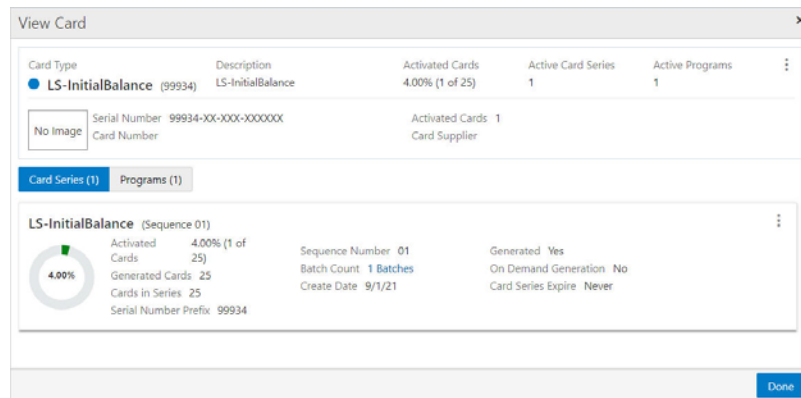 View Card
×
Card Type Description Activated Cards Active Card Series Active Programs
LS-InitialBalance (99934) LS-InitialBalance 4.00% (1 of 25) 1 1
No Image
Serial Number 99934-XX-XXX-XXXXXX Activated Cards 1
Card Number Card Supplier
Card Series (1) Programs (1)
LS-InitialBalance (Sequence 01)
4.00%
Activated Cards 4.00% (1 of 25)
Generated Cards 25
Cards in Series 25
Serial Number Prefix 99934
Sequence Number 01
Batch Count 1 Batches
Create Date 9/1/21
Generated Yes
On Demand Generation No
Card Series Expire Never
Done